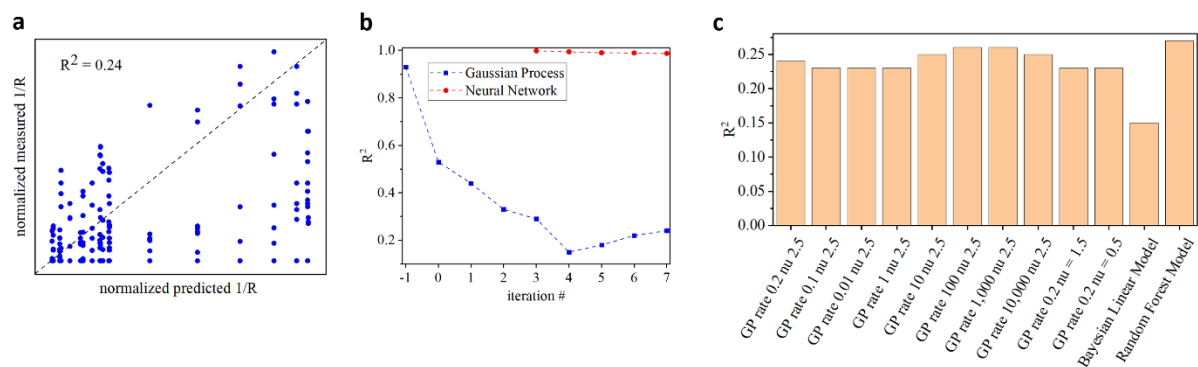 a
R² = 0.24
normalized measured 1/R
normalized predicted 1/R
b
1.0
0.8
0.6
0.4
0.2
R²
Gaussian Process
Neural Network
-1 0 1 2 3 4 5 6 7
iteration #
c
0.25
0.20
0.15
0.10
0.05
0.00
R²
GP rate 0.2 nu 2.5
GP rate 0.1 nu 2.5
GP rate 0.01 nu 2.5
GP rate 1 nu 2.5
GP rate 10 nu 2.5
GP rate 100 nu 2.5
GP rate 1,000 nu 2.5
GP rate 10,000 nu 2.5
GP rate 0.2 nu = 1.5
GP rate 0.2 nu = 0.5
Bayesian Linear Model
Random Forest Model